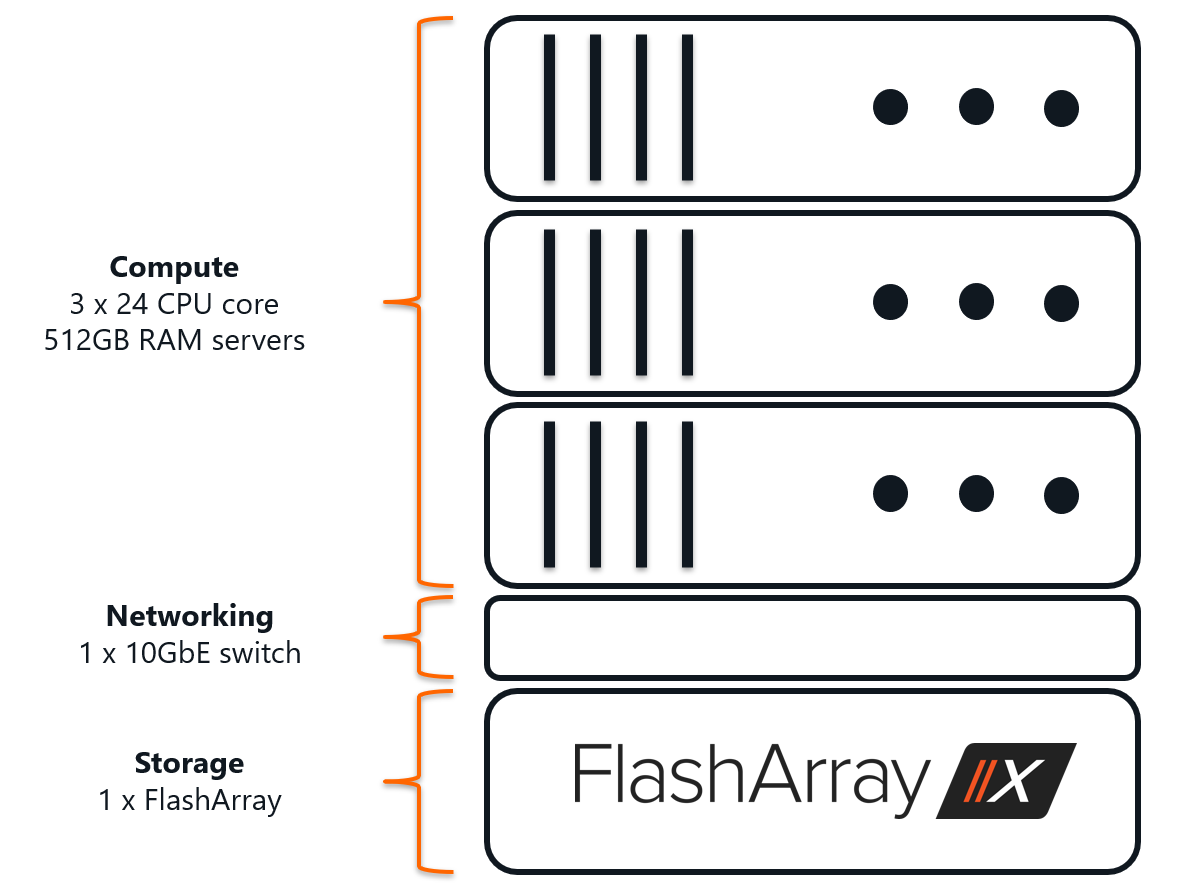 Compute
3 x 24 CPU core
512GB RAM servers
Networking
1 x 10GbE switch
Storage
1 x FlashArray
FlashArray //X